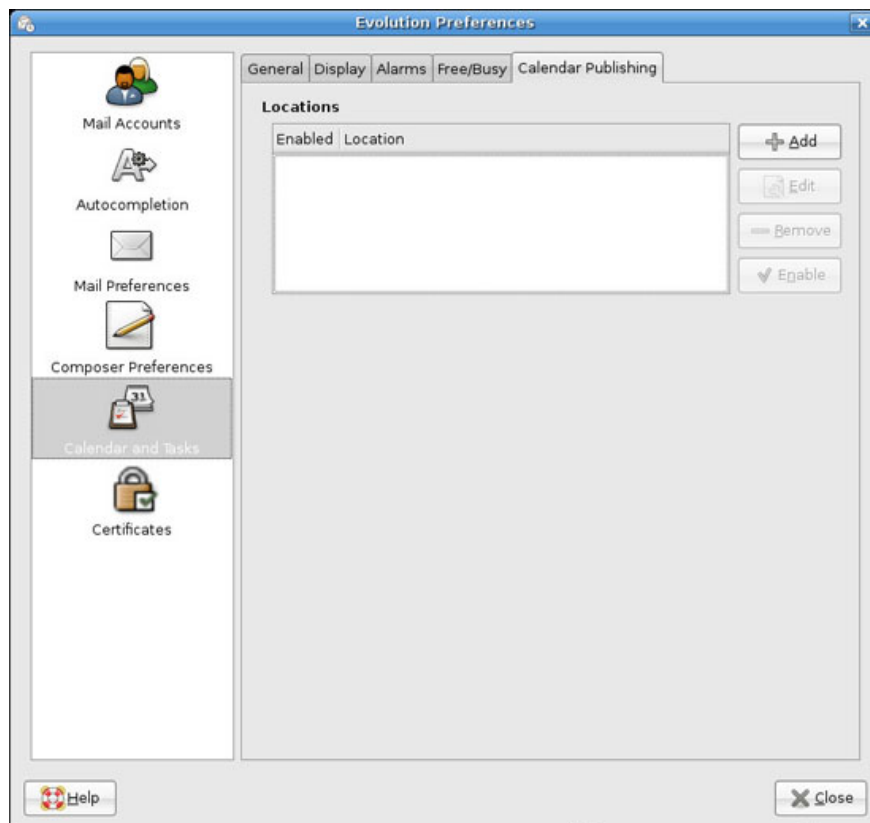 Evolution Preferences
Mail Accounts
Autocompletion
Mail Preferences
Composer Preferences
Calendar and Tasks
Certificates
General Display Alarms Free/Busy Calendar Publishing
Locations
Enabled Location
Add
Edit
Remove
Enable
Help
Close